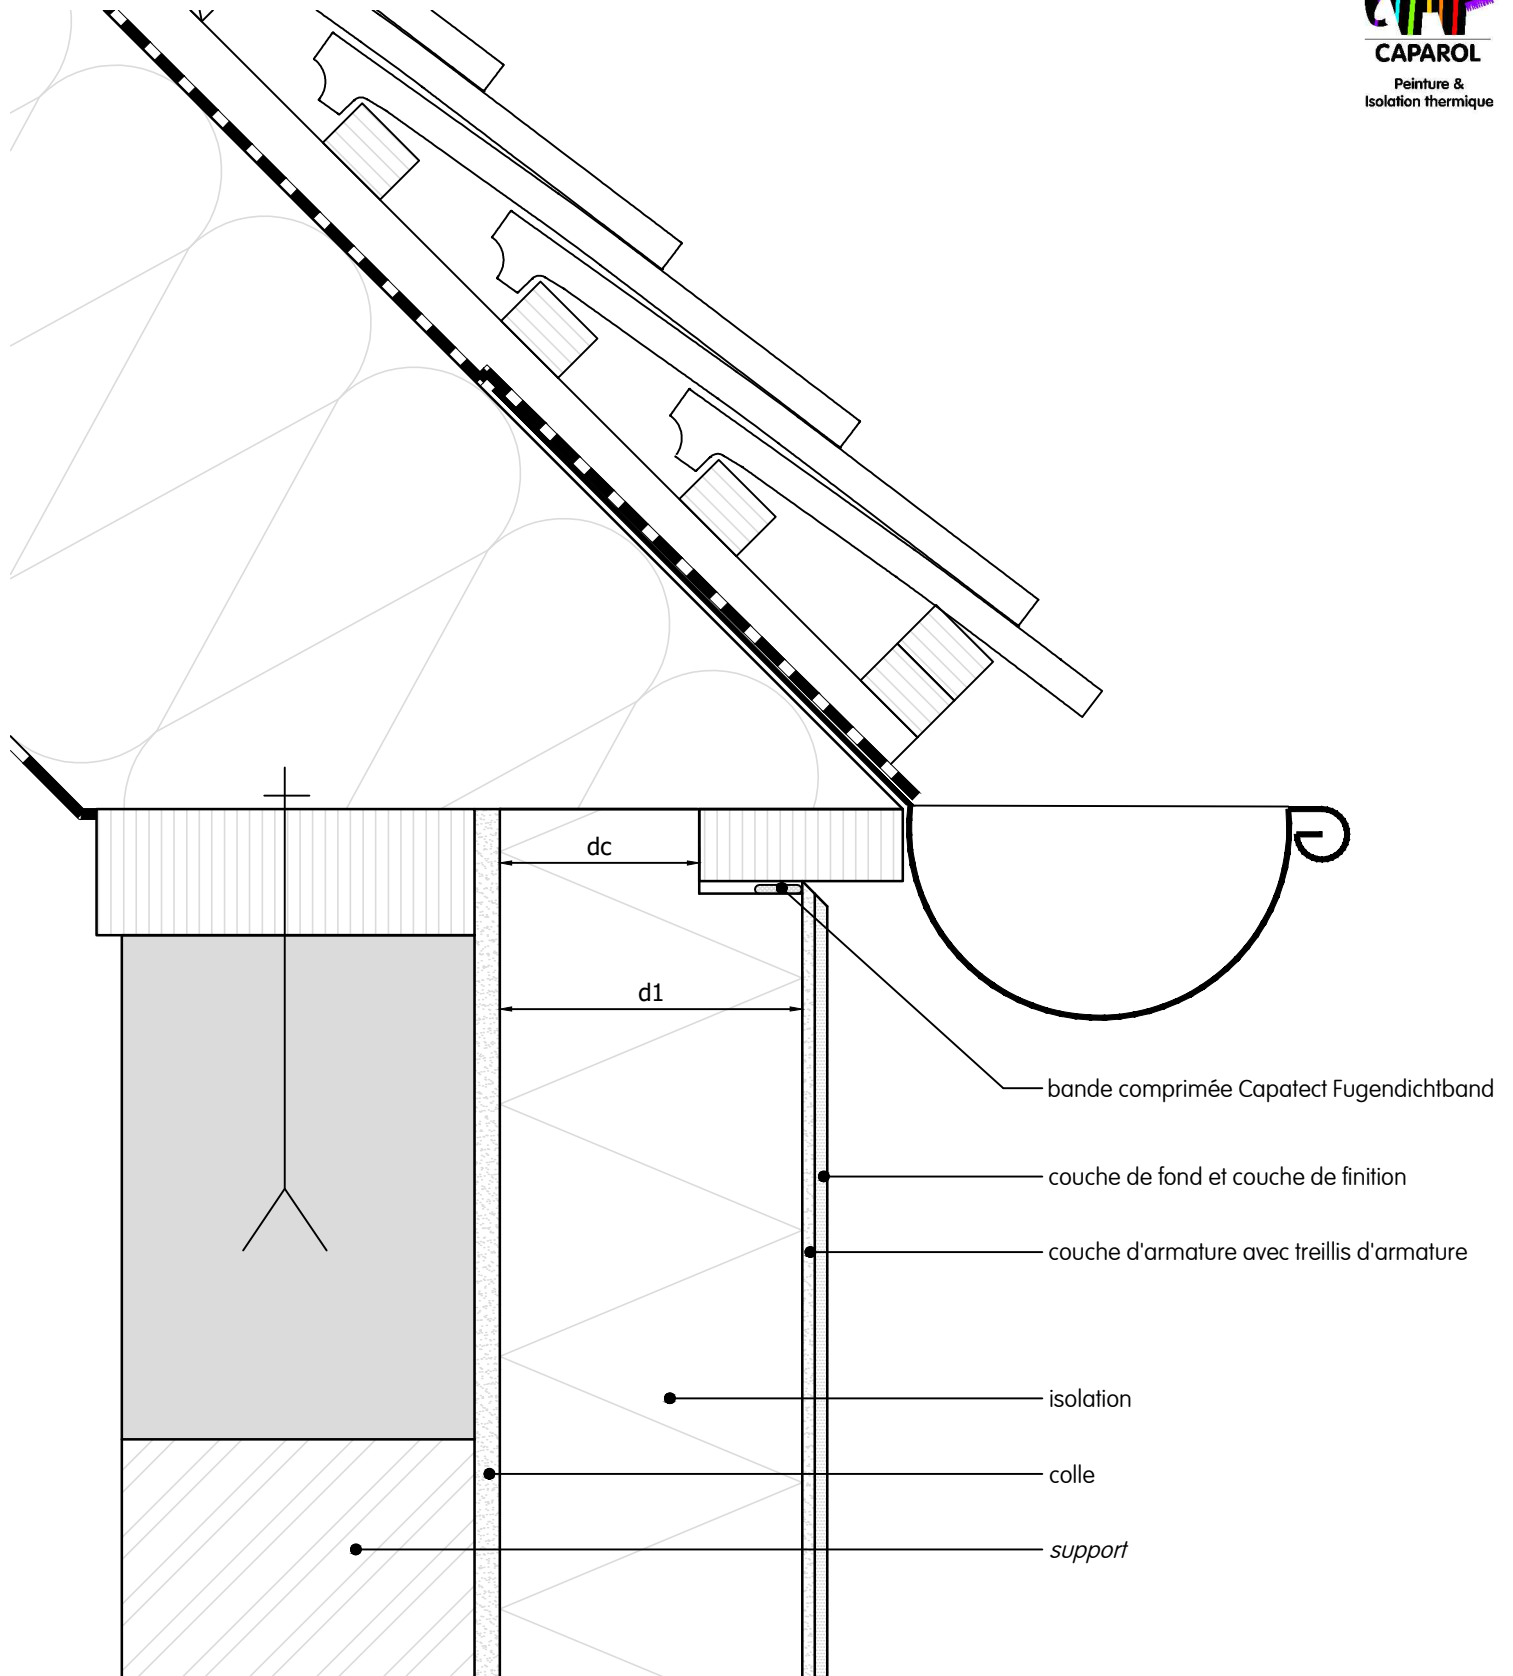 CAPAROL
Peinture &
Isolation thermique
dc
d1
bande comprimée Capatect Fugendichtband
couche de fond et couche de finition
couche d'armature avec treillis d'armature
isolation
colle
support